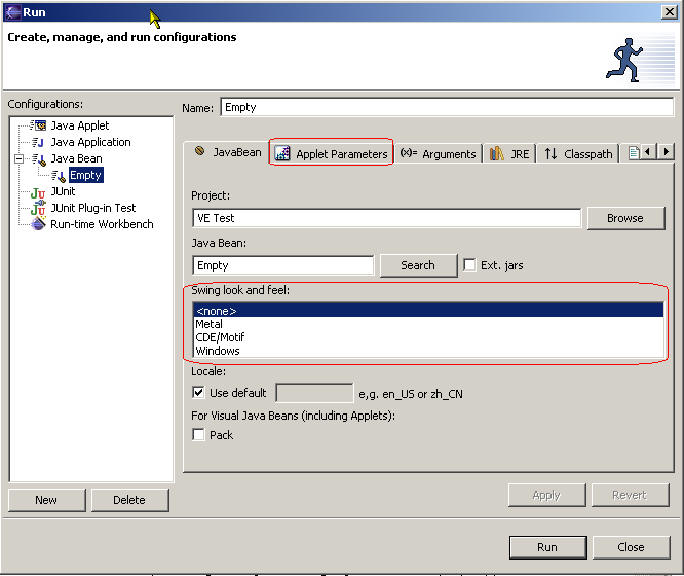 Run
Create, manage, and run configurations
Configurations:
Java Applet
Java Application
Java Bean
Empty
JUnit
JUnit Plug-in Test
Run-time Workbench
New Delete
Name: Empty
JavaBean Applet Parameters (x)= Arguments JRE Classpath
Project:
VE Test Browse
Java Bean:
Empty Search Ext. jars
Swing look and feel:
<none>
Metal
CDE/Motif
Windows
Locale:
Use default e,g. en_US or zh_CN
For Visual Java Beans (including Applets):
Pack
Apply Revert
Run Close